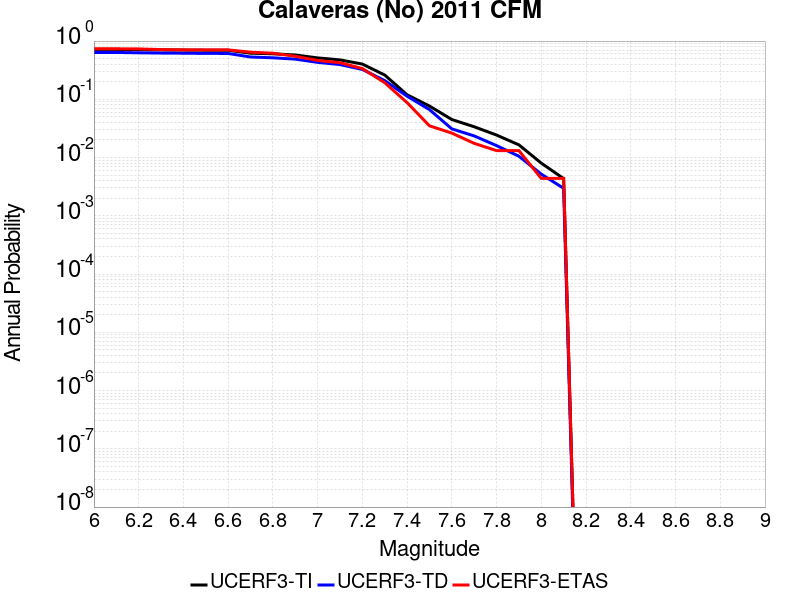 Calaveras (No) 2011 CFM
10^0
10^-1
10^-2
10^-3
10^-4
10^-5
10^-6
10^-7
10^-8
Annual Probability
6 6.2 6.4 6.6 6.8 7 7.2 7.4 7.6 7.8 8 8.2 8.4 8.6 8.8 9
Magnitude
UCERF3-TI UCERF3-TD UCERF3-ETAS